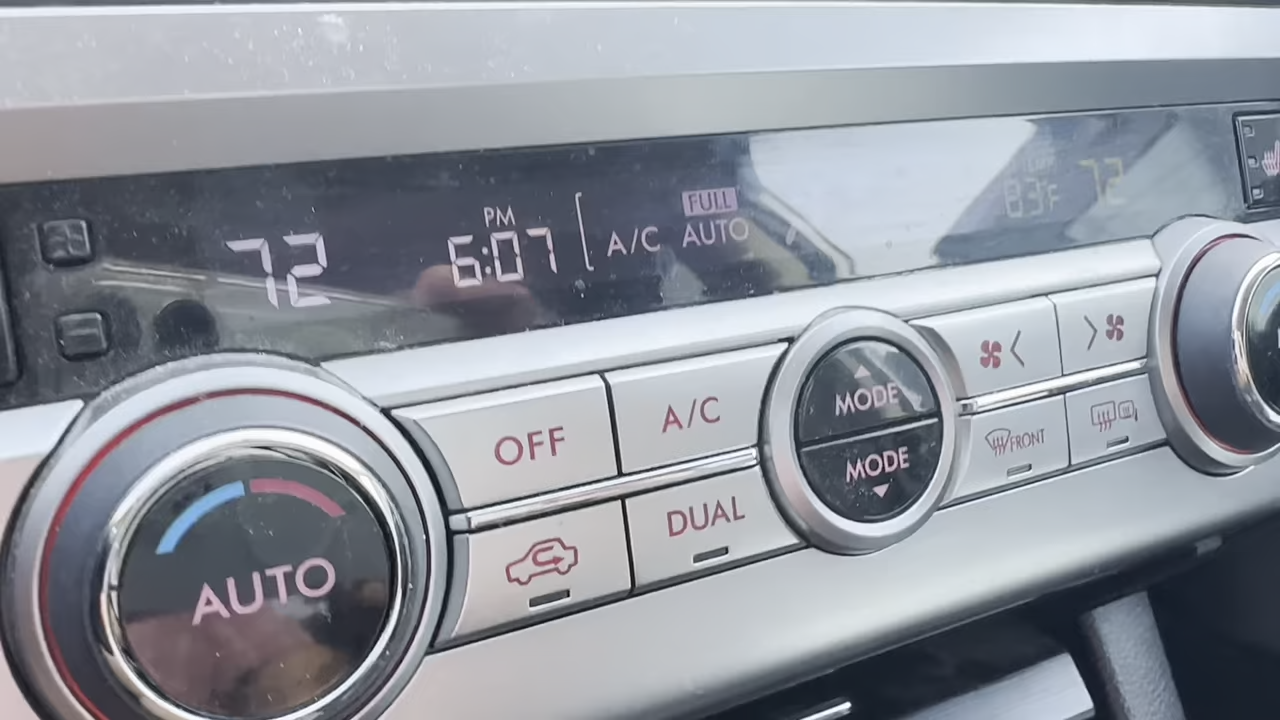 72
PM
6:07
A/C
FULL
AUTO
83°F
72
OFF
A/C
MODE
MODE
FRONT
DUAL
AUTO